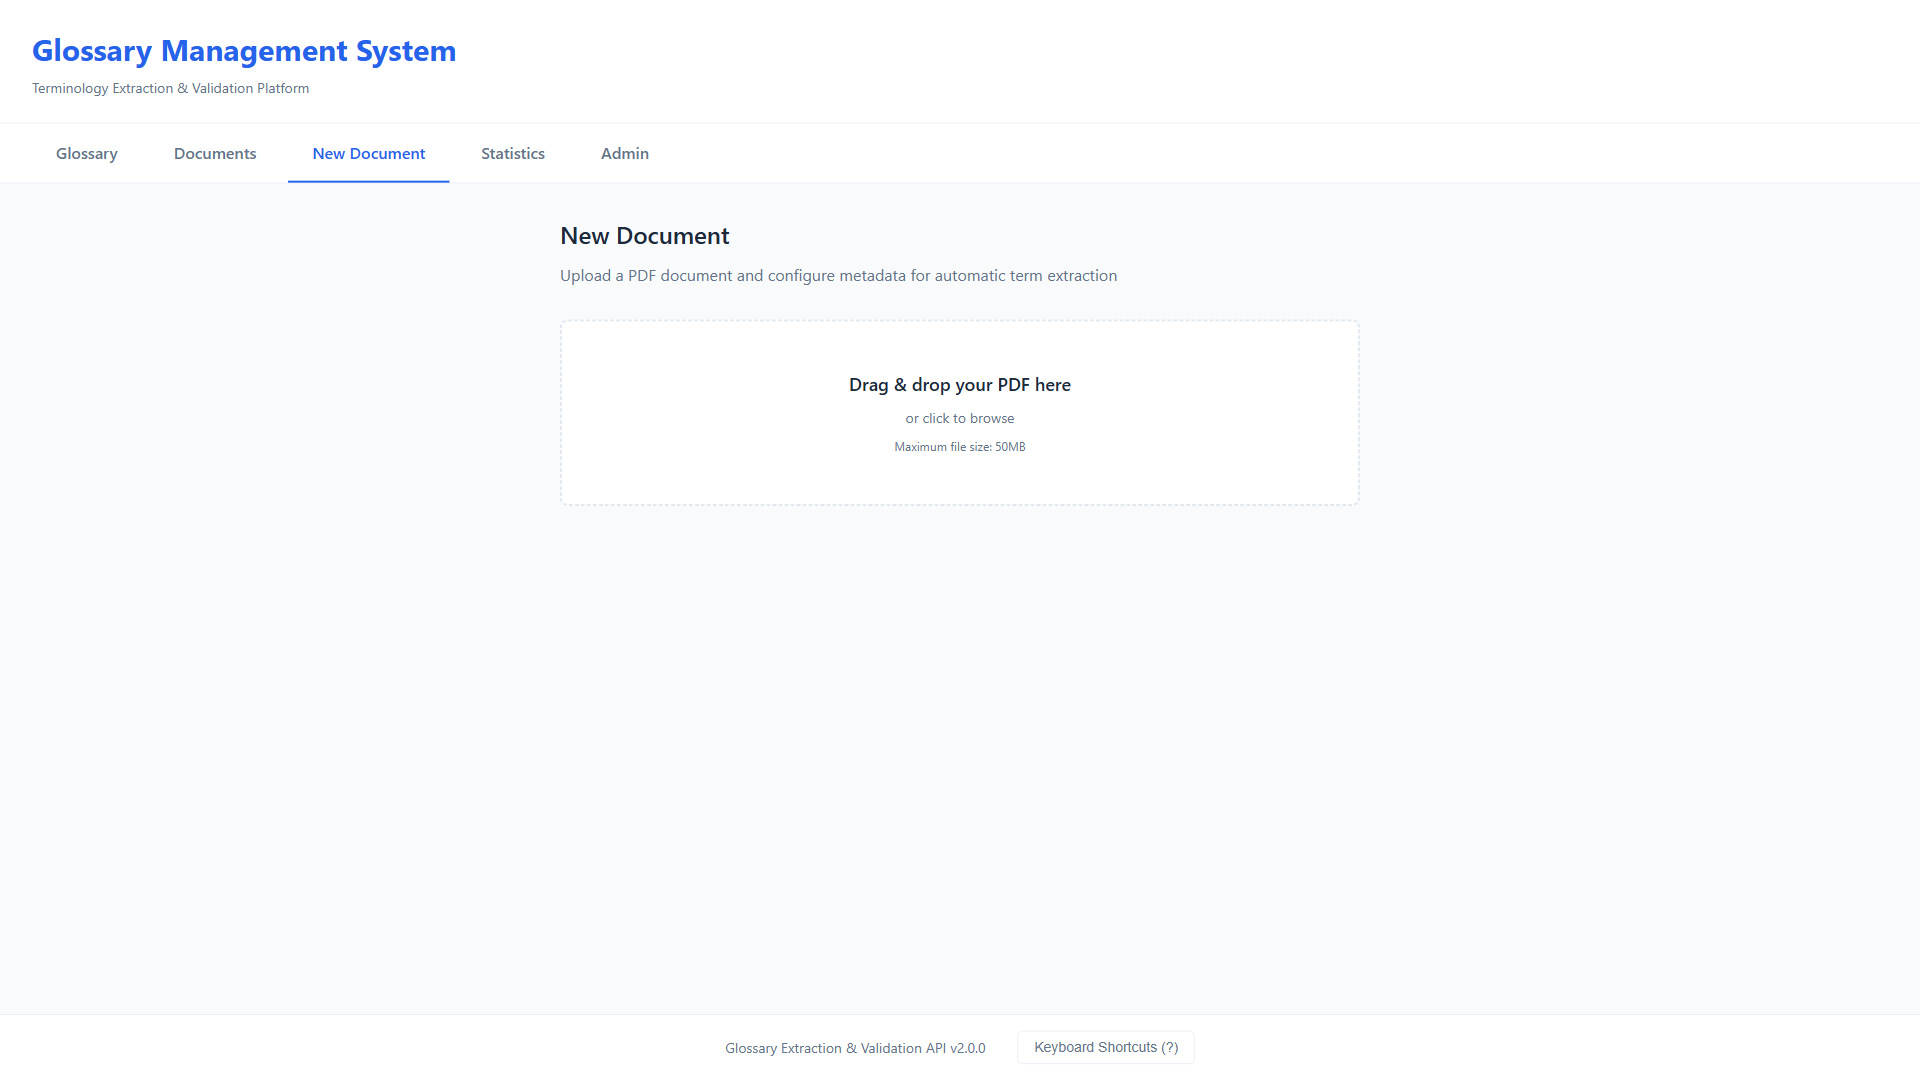 Glossary Management System
Terminology Extraction & Validation Platform
Glossary Documents New Document Statistics Admin
New Document
Upload a PDF document and configure metadata for automatic term extraction
Drag & drop your PDF here
or click to browse
Maximum file size: 50MB
Glossary Extraction & Validation API v2.0.0 Keyboard Shortcuts (?)